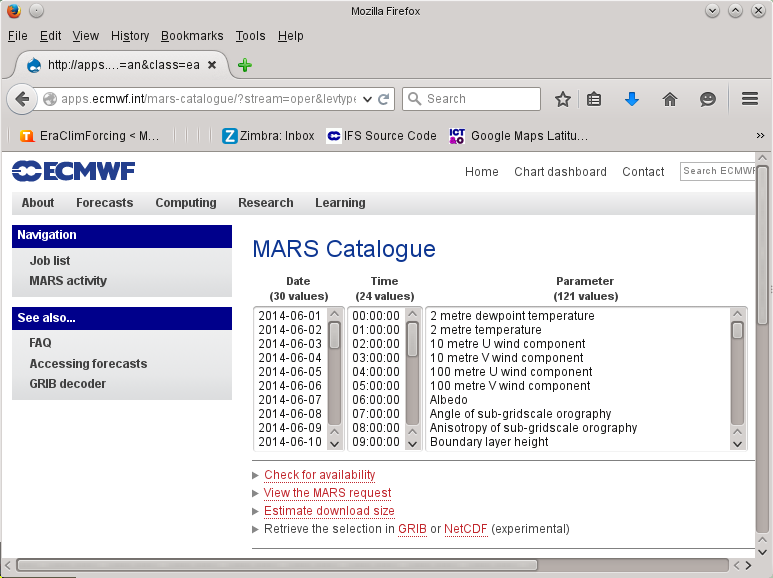 Mozilla Firefox
File Edit View History Bookmarks Tools Help
http://apps.…=an&class=ea
apps.ecmwf.int/mars-catalogue/?stream=oper&levtype
Search
EraClimForcing < M… Zimbra: Inbox IFS Source Code ICT &O Google Maps Latitu… »
ECMWF
Home Chart dashboard Contact Search ECMWF
About Forecasts Computing Research Learning
Navigation
Job list
MARS activity
See also...
FAQ
Accessing forecasts
GRIB decoder
MARS Catalogue
Date Time Parameter
(30 values) (24 values) (121 values)
2014-06-01 00:00:00 2 metre dewpoint temperature
2014-06-02 01:00:00 2 metre temperature
2014-06-03 02:00:00 10 metre U wind component
2014-06-04 03:00:00 10 metre V wind component
2014-06-05 04:00:00 100 metre U wind component
2014-06-06 05:00:00 100 metre V wind component
2014-06-07 06:00:00 Albedo
2014-06-08 07:00:00 Angle of sub-gridscale orography
2014-06-09 08:00:00 Anisotropy of sub-gridscale orography
2014-06-10 09:00:00 Boundary layer height
Check for availability
View the MARS request
Estimate download size
Retrieve the selection in GRIB or NetCDF (experimental)